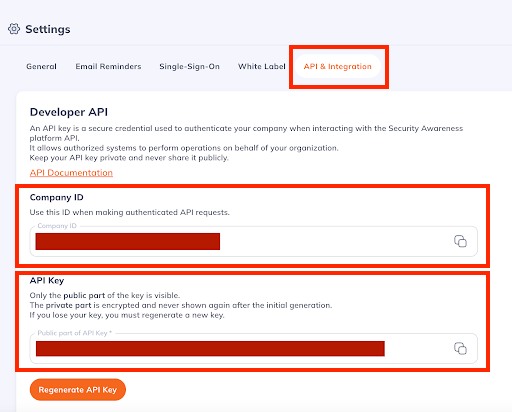 Settings
General Email Reminders Single-Sign-On White Label API & Integration
Developer API
An API key is a secure credential used to authenticate your company when interacting with the Security Awareness
platform API.
It allows authorized systems to perform operations on behalf of your organization.
Keep your API key private and never share it publicly.
API Documentation
Company ID
Use this ID when making authenticated API requests.
Company ID
API Key
Only the public part of the key is visible.
The private part is encrypted and never shown again after the initial generation.
If you lose your key, you must regenerate a new key.
Public part of API Key *
Regenerate API Key